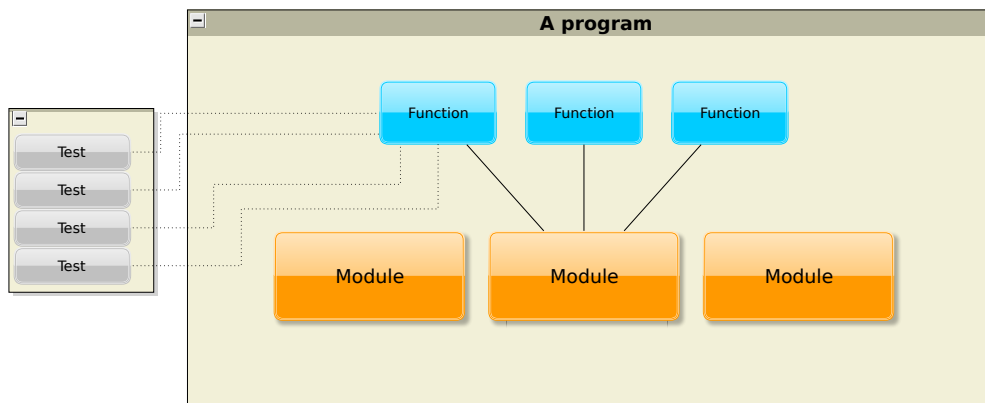 A program
Function
Function
Function
Test
Test
Test
Test
Module
Module
Module